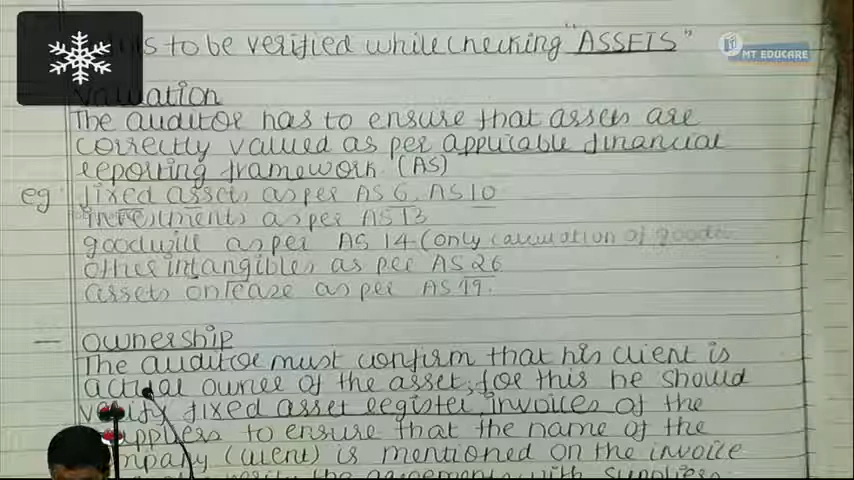 to be verified while checking "ASSETS"
MT EDUCARE
Valuation
The auditor has to ensure that assets are
correctly valued as per applicable financial
reporting framework (AS)
eg fixed assets as per AS 6, AS 10
investments as per AS 13
goodwill as per AS 14 (only calculation of
other intangibles as per AS 26
assets on lease as per AS 19.
— ownership
The auditor must confirm that his client is
actual owner of the asset, for this he should
verify fixed asset register, invoices of the
suppliers to ensure that the name of the
company (client) is mentioned on the invoice
the agreements with suppliers